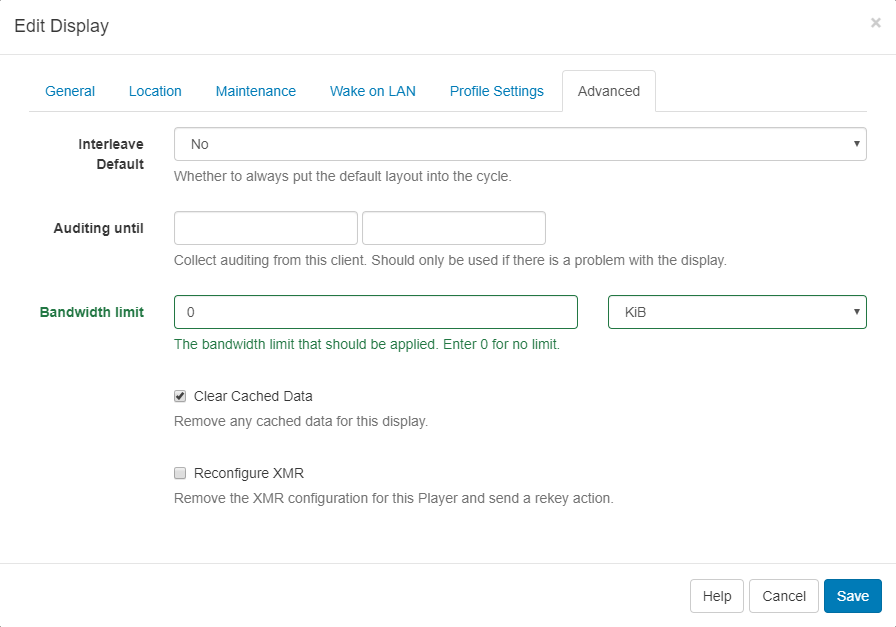 Edit Display
×
General Location Maintenance Wake on LAN Profile Settings Advanced
Interleave Default
No
Whether to always put the default layout into the cycle.
Auditing until
Collect auditing from this client. Should only be used if there is a problem with the display.
Bandwidth limit
0
KiB
The bandwidth limit that should be applied. Enter 0 for no limit.
Clear Cached Data
Remove any cached data for this display.
Reconfigure XMR
Remove the XMR configuration for this Player and send a rekey action.
Help Cancel Save